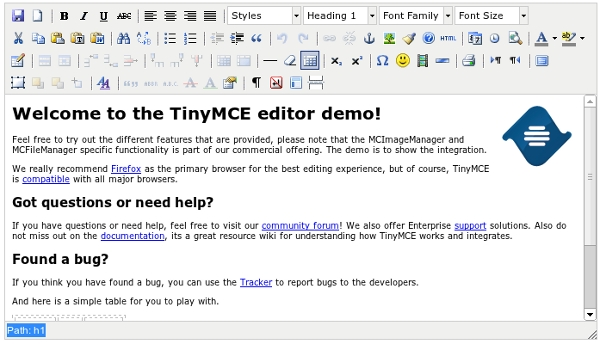 B I U ABC Styles Heading 1 Font Family Font Size
HTML
Welcome to the TinyMCE editor demo!
Feel free to try out the different features that are provided, please note that the MCImageManager and
MCFileManager specific functionality is part of our commercial offering. The demo is to show the integration.
We really recommend Firefox as the primary browser for the best editing experience, but of course, TinyMCE
is compatible with all major browsers.
Got questions or need help?
If you have questions or need help, feel free to visit our community forum! We also offer Enterprise support solutions. Also do
not miss out on the documentation, its a great resource wiki for understanding how TinyMCE works and integrates.
Found a bug?
If you think you have found a bug, you can use the Tracker to report bugs to the developers.
And here is a simple table for you to play with.
Path: h1